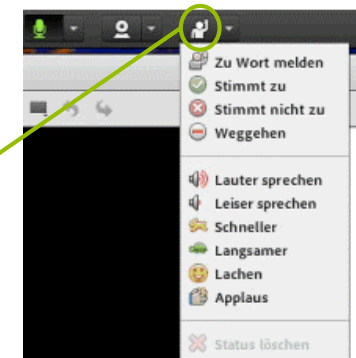 Zu Wort melden
Stimmt zu
Stimmt nicht zu
Weggehen
Lauter sprechen
Leiser sprechen
Schneller
Langsamer
Lachen
Applaus
Status löschen